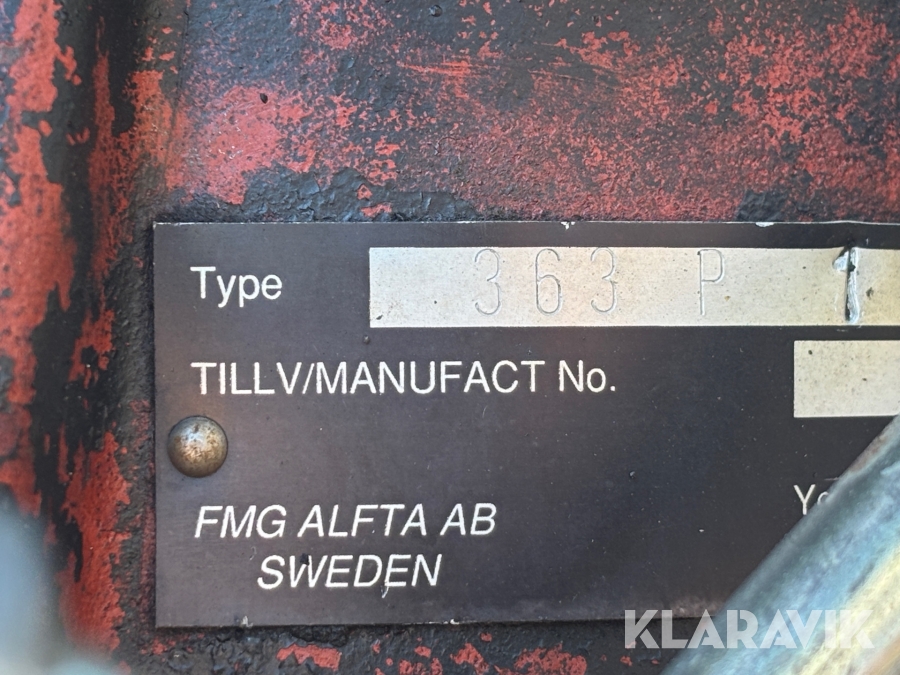 Type 363 P 1
TILLV/MANUFACT No.
FMG ALFTA AB
SWEDEN
KLARAVIK